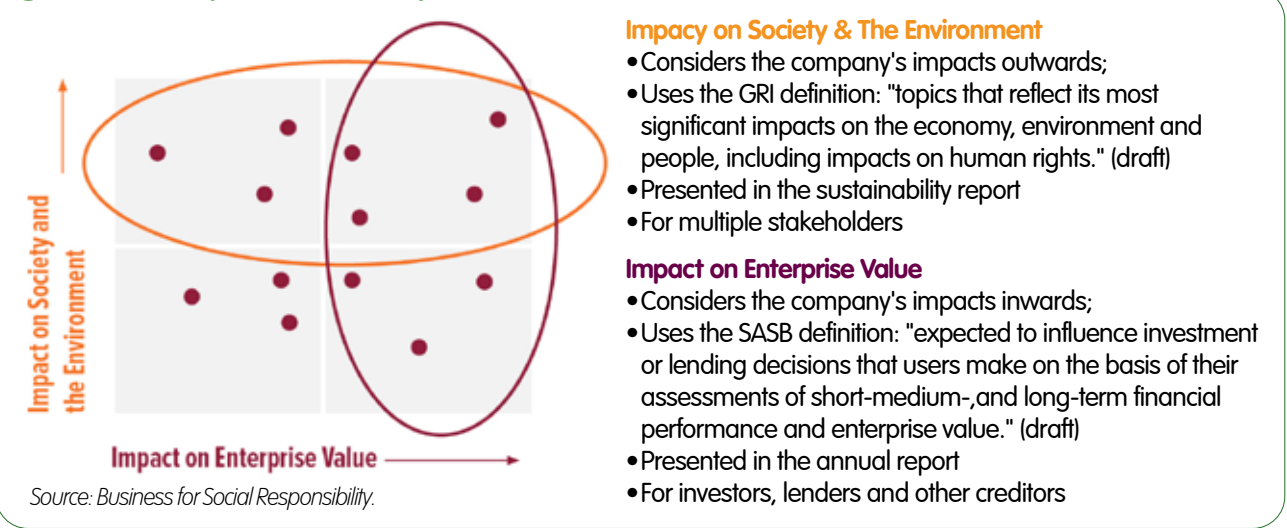 Impacy on Society & The Environment
•Considers the company's impacts outwards;
•Uses the GRI definition: "topics that reflect its most
significant impacts on the economy, environment and
people, including impacts on human rights." (draft)
•Presented in the sustainability report
•For multiple stakeholders
Impact on Enterprise Value
•Considers the company's impacts inwards;
•Uses the SASB definition: "expected to influence investment
or lending decisions that users make on the basis of their
assessments of short-medium-,and long-term financial
performance and enterprise value." (draft)
•Presented in the annual report
•For investors, lenders and other creditors
Impact on Society and
the Environment
Impact on Enterprise Value
Source: Business for Social Responsibility.